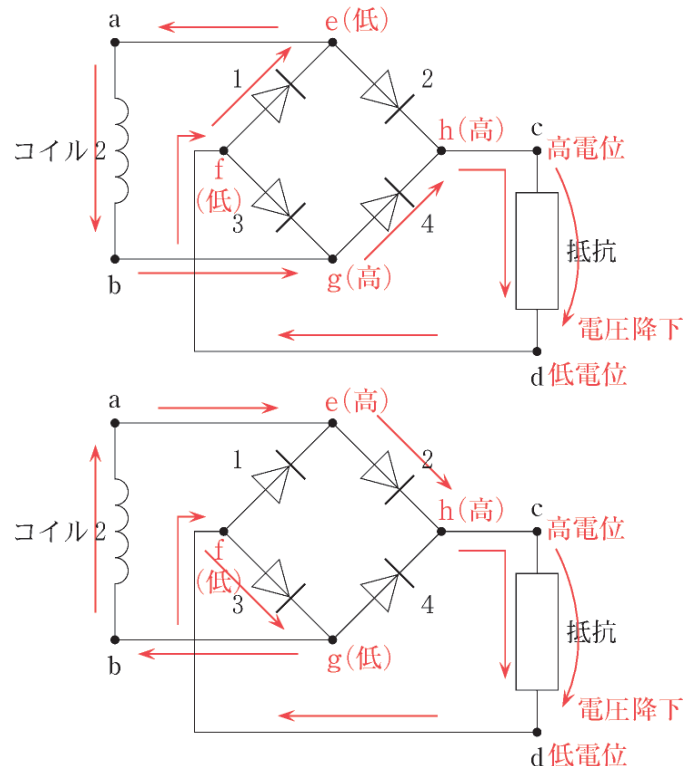 a
e(低)
1
2
h(高)
c
高電位
コイル2
f
(低)
3
4
抵抗
b
g(高)
電圧降下
d低電位
a
e(高)
1
2
h(高)
c
高電位
コイル2
f
(低)
3
4
抵抗
b
g(低)
電圧降下
d低電位